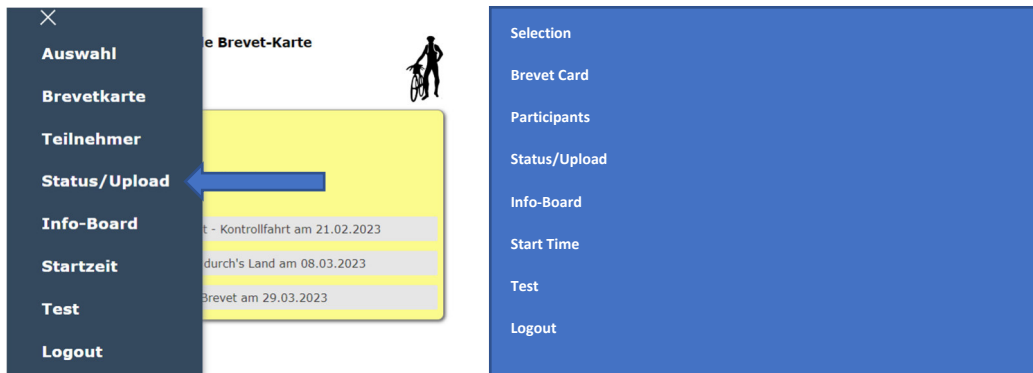 Auswahl
Brevetkarte
Teilnehmer
Status/Upload
Info-Board
Startzeit
Test
Logout
e Brevet-Karte
t - Kontrollfahrt am 21.02.2023
durch's Land am 08.03.2023
Brevet am 29.03.2023
Selection
Brevet Card
Participants
Status/Upload
Info-Board
Start Time
Test
Logout